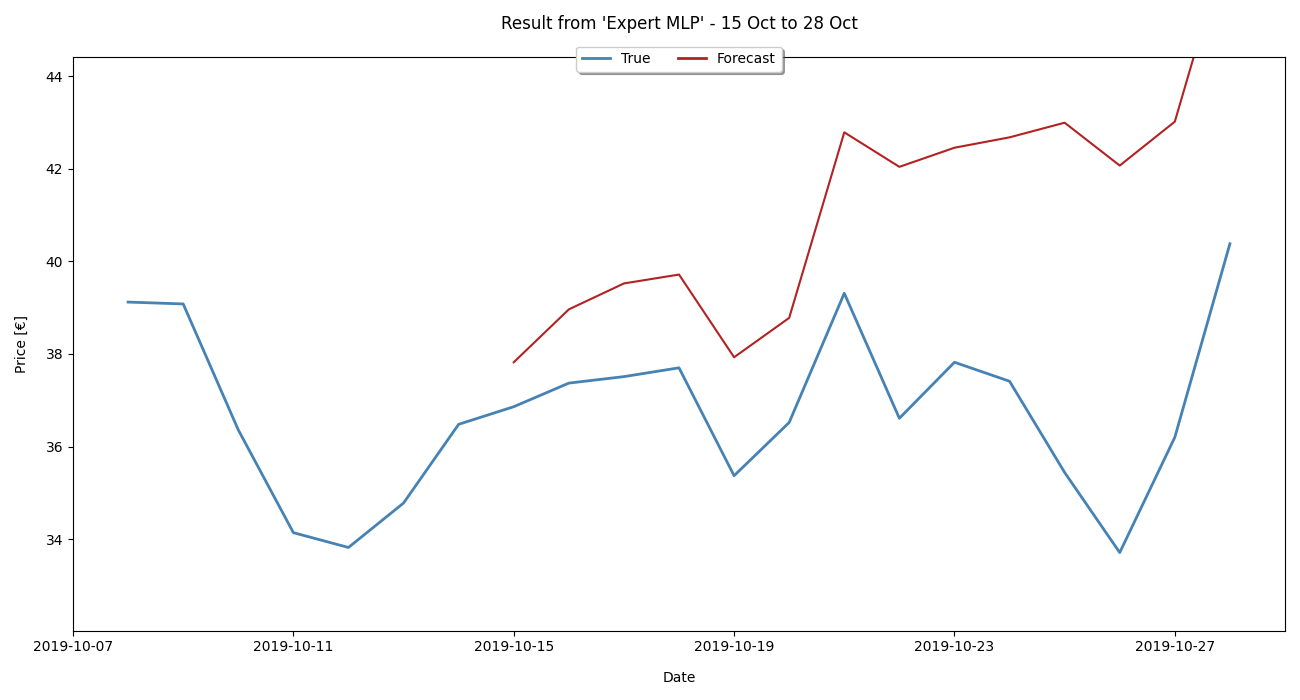 Result from 'Expert MLP' - 15 Oct to 28 Oct
True Forecast
44
42
40
38
36
34
Price [€]
2019-10-07 2019-10-11 2019-10-15 2019-10-19 2019-10-23 2019-10-27
Date